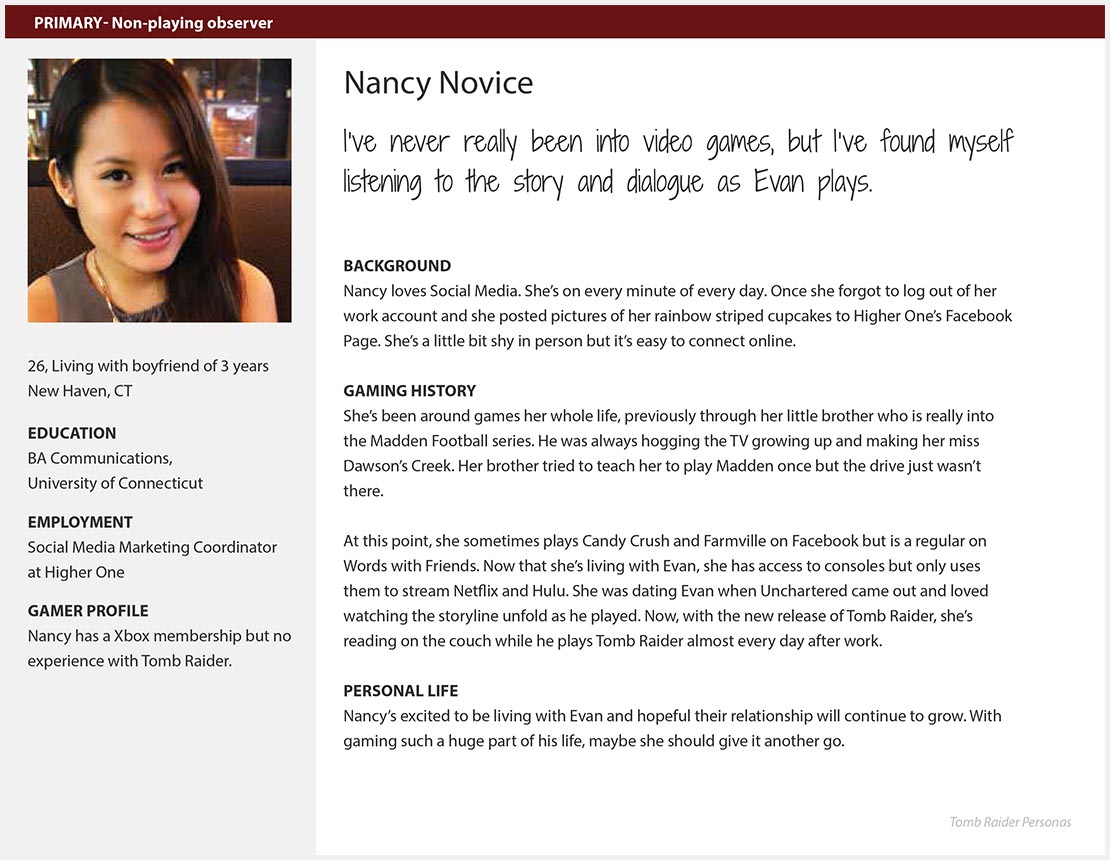 PRIMARY- Non-playing observer
26, Living with boyfriend of 3 years
New Haven, CT
EDUCATION
BA Communications,
University of Connecticut
EMPLOYMENT
Social Media Marketing Coordinator
at Higher One
GAMER PROFILE
Nancy has a Xbox membership but no
experience with Tomb Raider.
Nancy Novice
I've never really been into video games, but I've found myself
listening to the story and dialogue as Evan plays.
BACKGROUND
Nancy loves Social Media. She's on every minute of every day. Once she forgot to log out of her
work account and she posted pictures of her rainbow striped cupcakes to Higher One's Facebook
Page. She's a little bit shy in person but it's easy to connect online.
GAMING HISTORY
She's been around games her whole life, previously through her little brother who is really into
the Madden Football series. He was always hogging the TV growing up and making her miss
Dawson's Creek. Her brother tried to teach her to play Madden once but the drive just wasn't
there.
At this point, she sometimes plays Candy Crush and Farmville on Facebook but is a regular on
Words with Friends. Now that she's living with Evan, she has access to consoles but only uses
them to stream Netflix and Hulu. She was dating Evan when Unchartered came out and loved
watching the storyline unfold as he played. Now, with the new release of Tomb Raider, she's
reading on the couch while he plays Tomb Raider almost every day after work.
PERSONAL LIFE
Nancy's excited to be living with Evan and hopeful their relationship will continue to grow. With
gaming such a huge part of his life, maybe she should give it another go.
Tomb Raider Personas